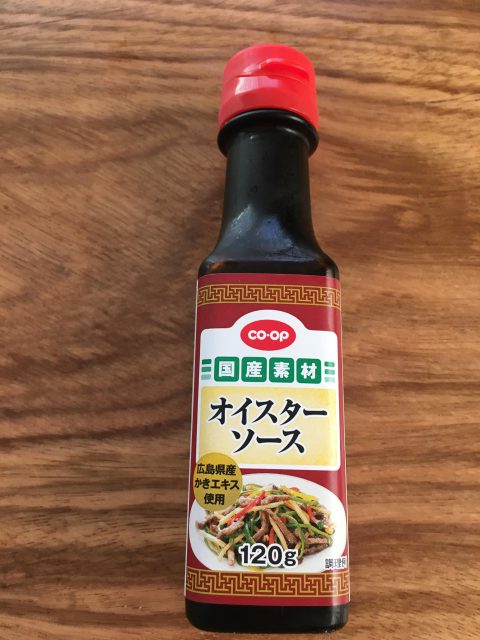 CO·OP
国産素材
オイスター
ソース
広島県産
かきエキス
使用
120g